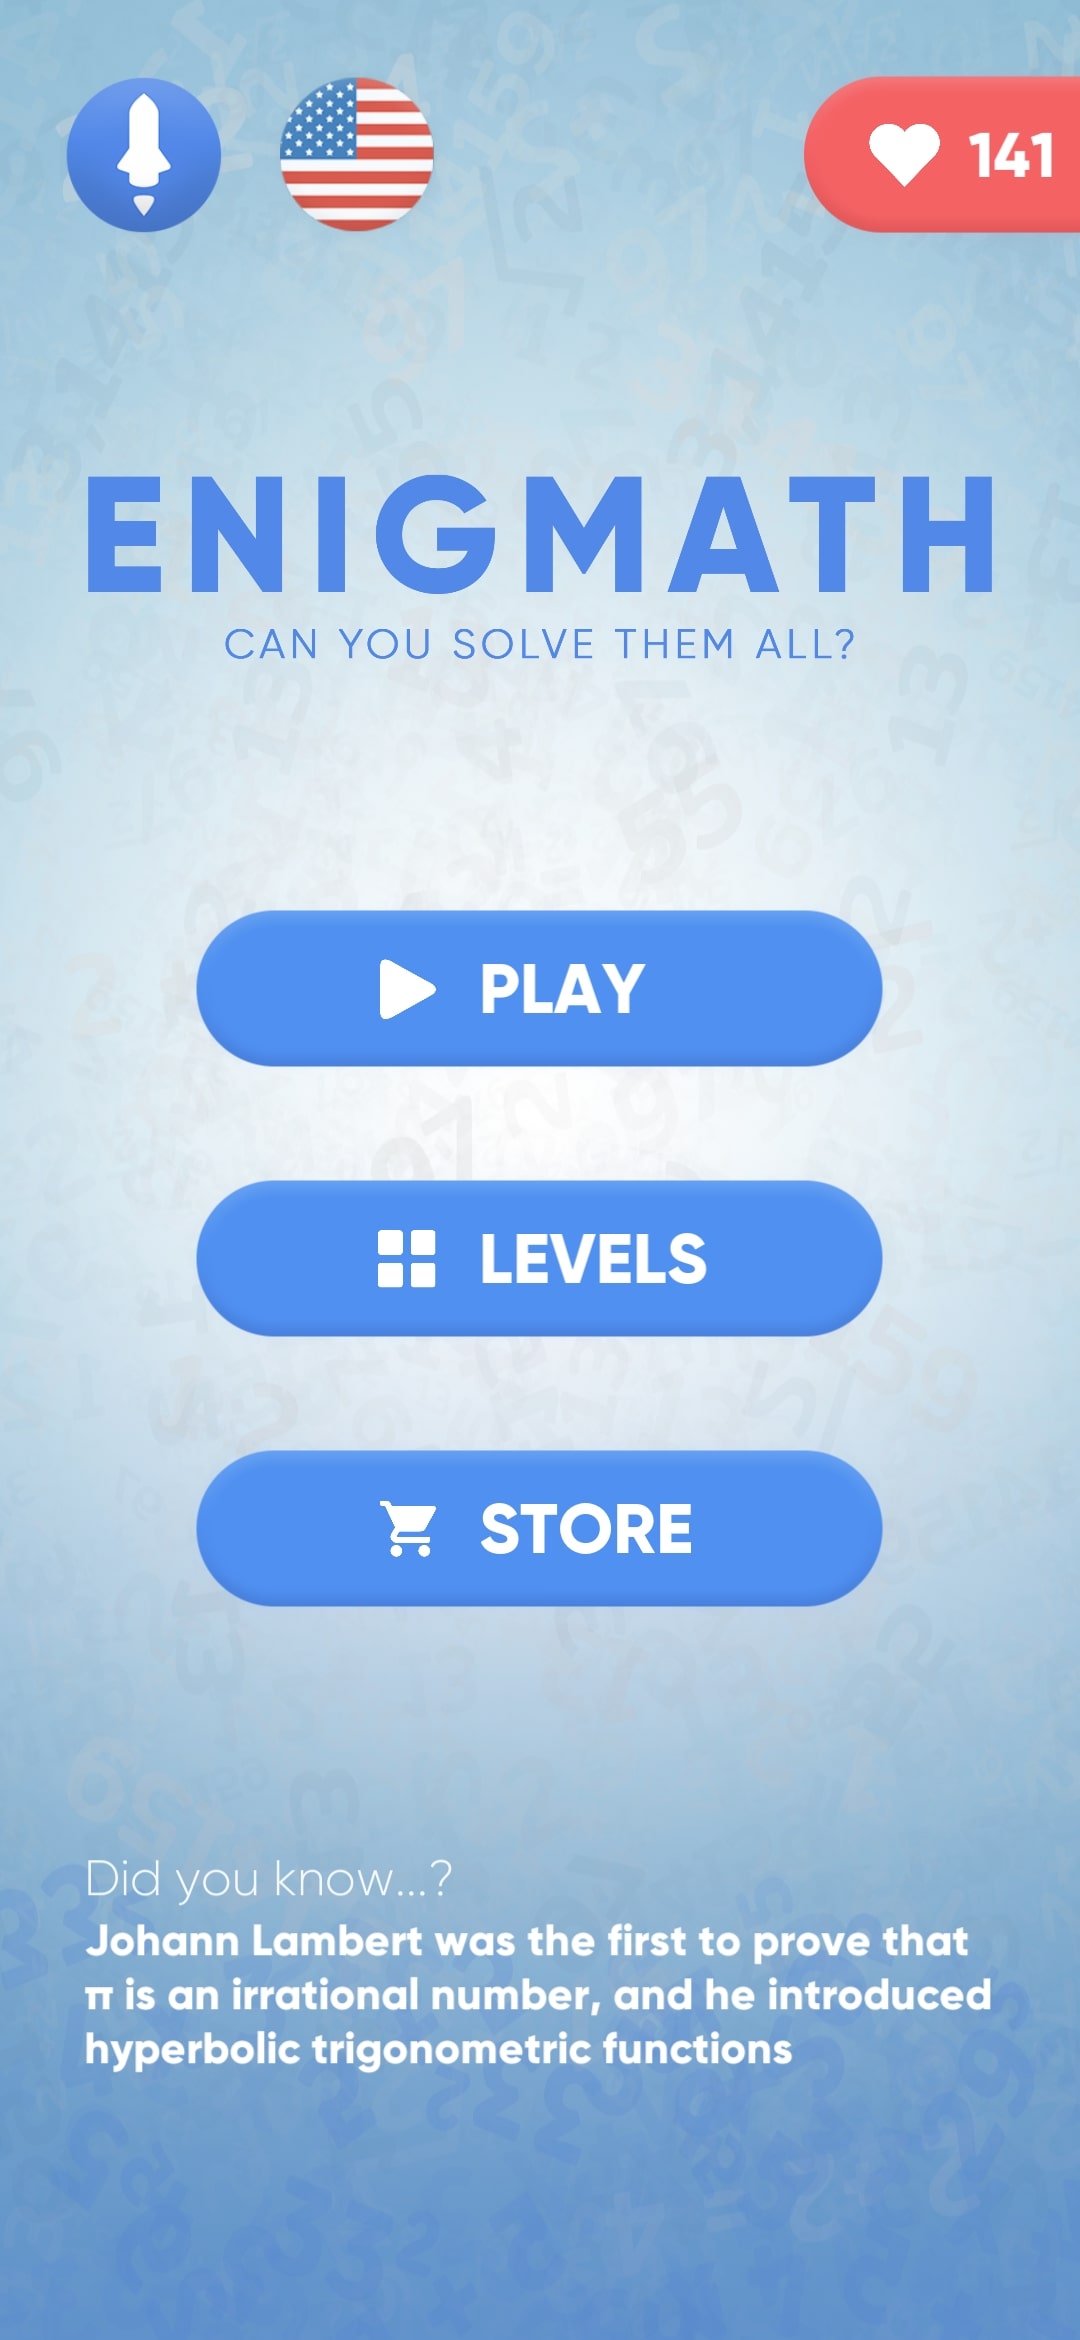 141
ENIGMATH
CAN YOU SOLVE THEM ALL?
PLAY
LEVELS
STORE
Did you know...?
Johann Lambert was the first to prove that
π is an irrational number, and he introduced
hyperbolic trigonometric functions